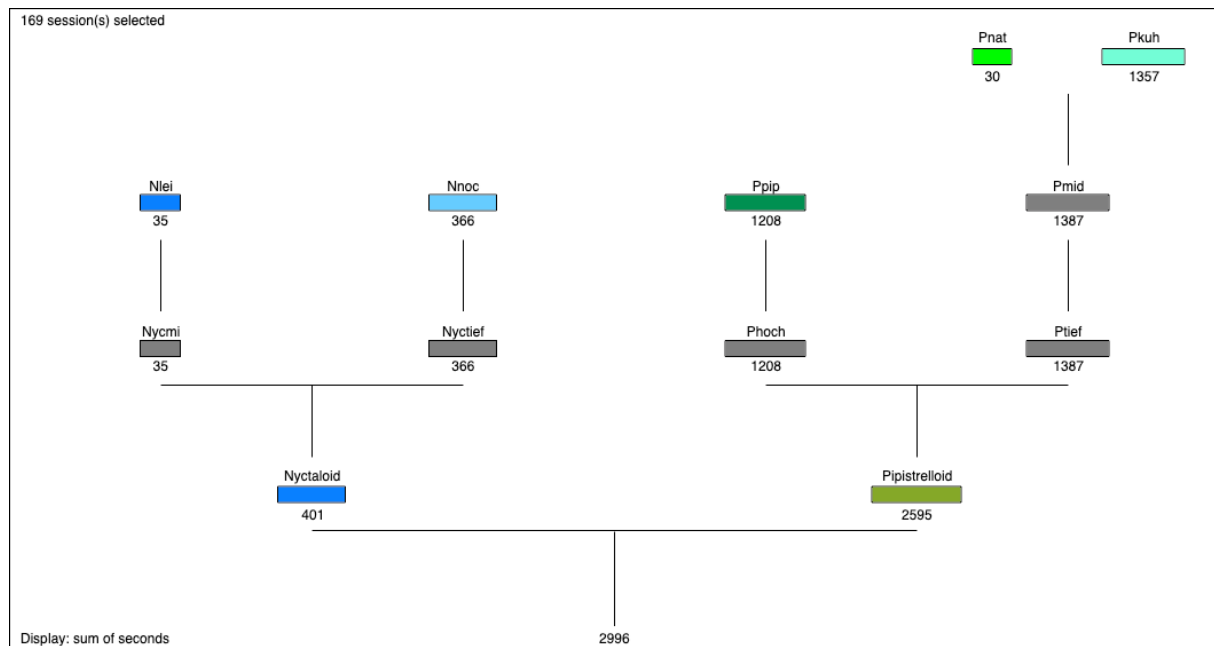 169 session(s) selected
Pnat Pkuh
30 1357
Nlei Nnoc Ppip Pmid
35 366 1208 1387
Nycmi Nyctief Phoch Ptief
35 366 1208 1387
Nyctaloid Pipistrelloid
401 2595
Display: sum of seconds 2996